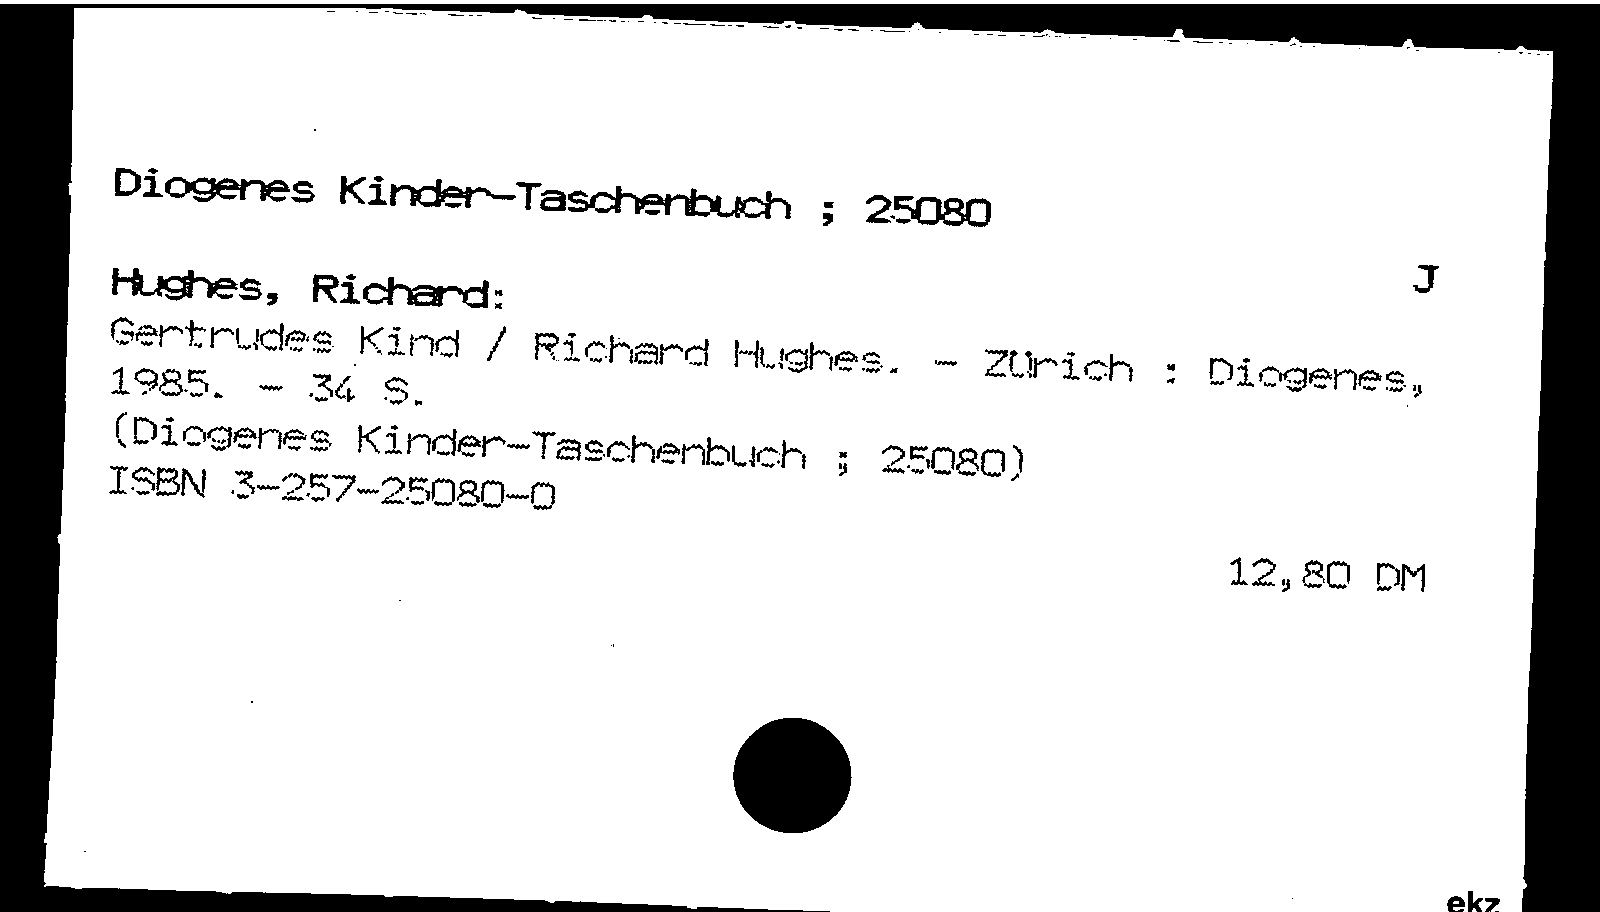 Diogenes Kinder-Taschenbuch ; 25080
J
Hughes, Richard:
Gertrudes Kind / Richard Hughes. - Zürich : Diogenes,
1985. - 34 S.
(Diogenes Kinder-Taschenbuch ; 25080)
ISBN 3-257-25080-0
12,80 DM
ekz